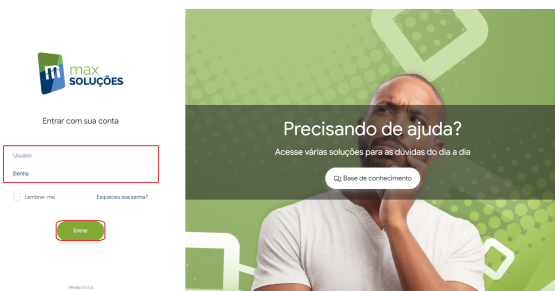 max
SOLUÇÕES
Entrar com sua conta
Usuário
Senha
Lembrar-me
Esqueceu sua senha?
Entrar
Precisando de ajuda?
Acesse várias soluções para as dúvidas do dia a dia
Base de conhecimento